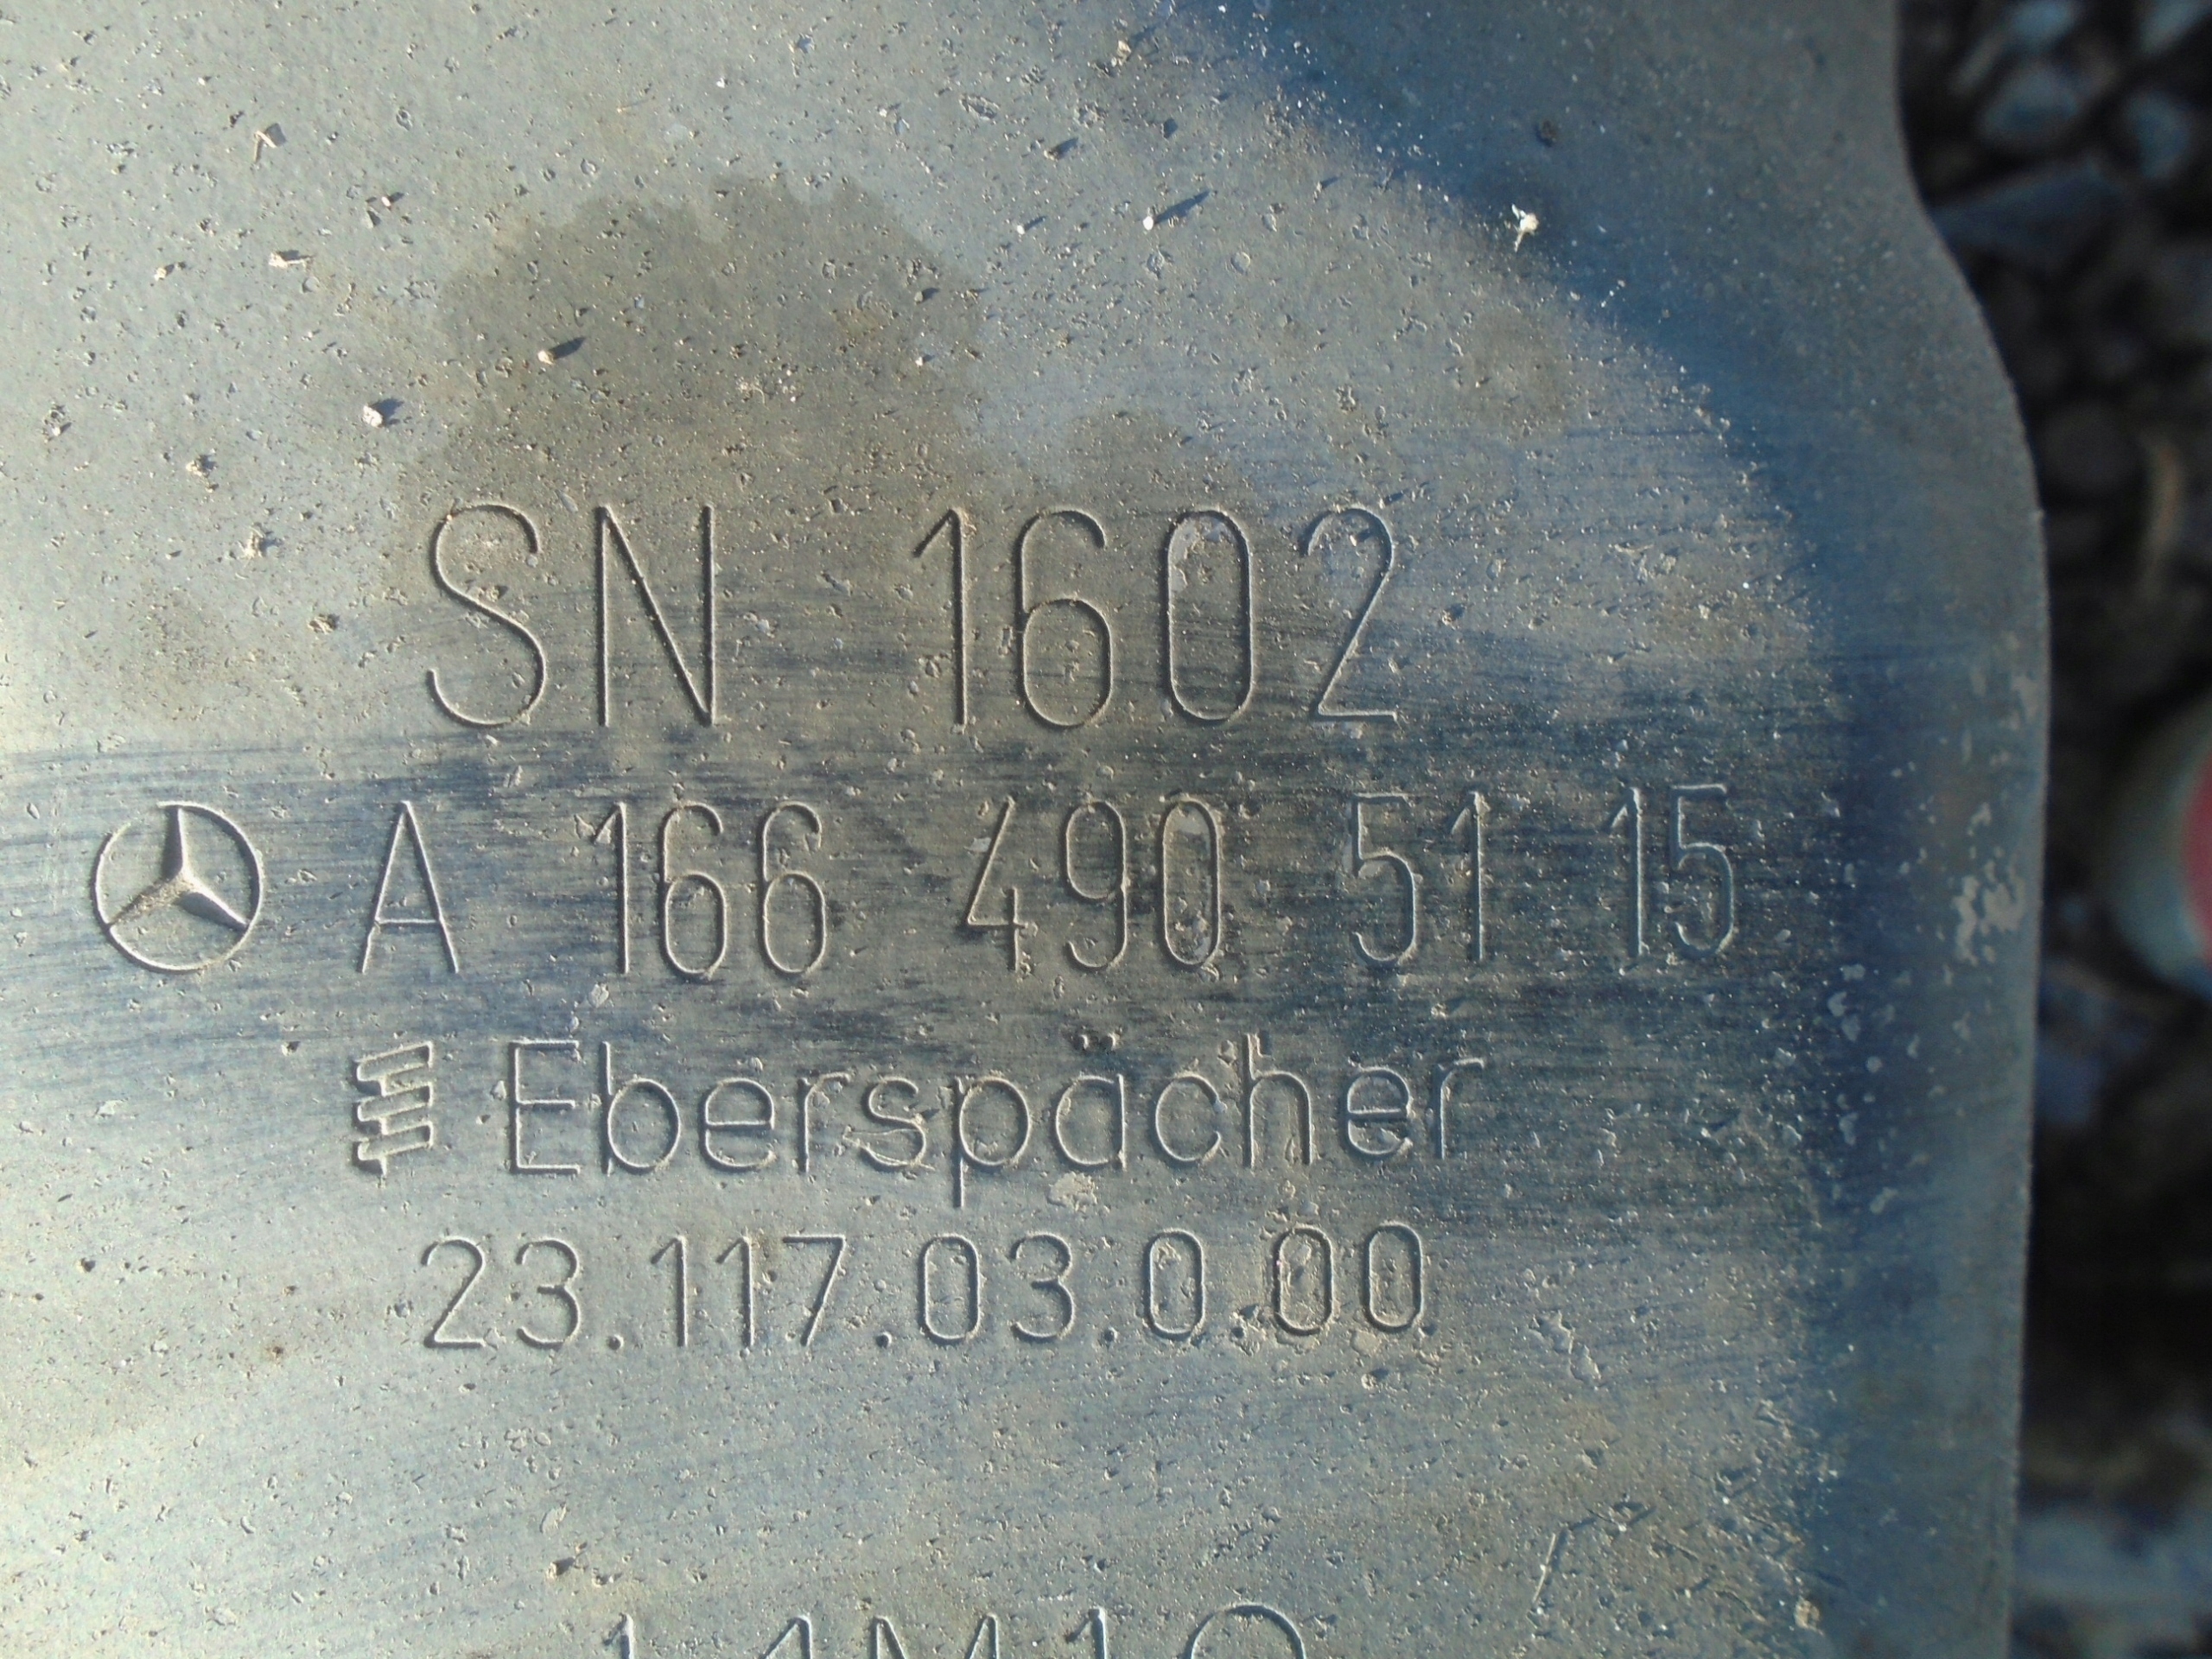 SN 1602
A 166 490 51 15
Eberspächer
23.117.03.0.00